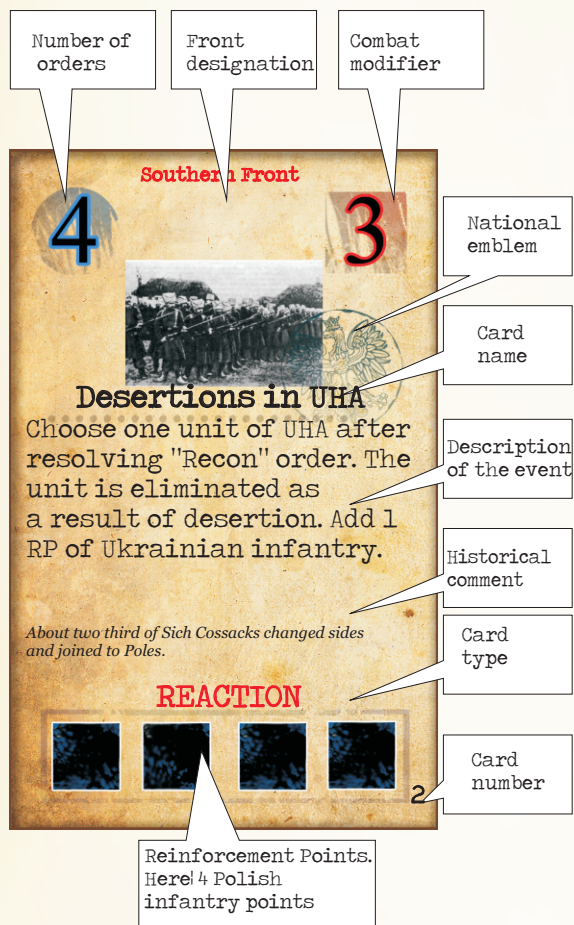 Number of
orders
Front
designation
Combat
modifier
Southern Front
4
3
National
emblem
Card
name
Desertions in UHA
Choose one unit of UHA after
resolving "Recon" order. The
unit is eliminated as
a result of desertion. Add 1
RP of Ukrainian infantry.
Description
of the event
Historical
comment
About two third of Sich Cossacks changed sides
and joined to Poles.
Card
type
REACTION
Card
number
2
Reinforcement Points.
Here¦ 4 Polish
infantry points